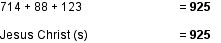 714 + 88 + 123 = 925
Jesus Christ (s) = 925